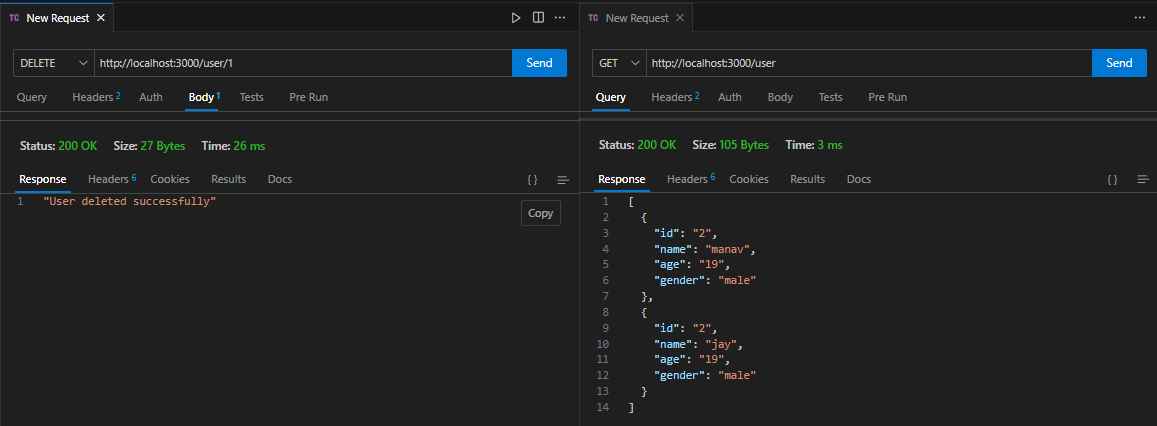 TC New Request
DELETE http://localhost:3000/user/1 Send
Query Headers 2 Auth Body 1 Tests Pre Run
Status: 200 OK Size: 27 Bytes Time: 26 ms
Response Headers 6 Cookies Results Docs { }
1 "User deleted successfully"
Copy
TC New Request
GET http://localhost:3000/user Send
Query Headers 2 Auth Body Tests Pre Run
Status: 200 OK Size: 105 Bytes Time: 3 ms
Response Headers 6 Cookies Results Docs { }
1 [
2 {
3 "id": "2",
4 "name": "manav",
5 "age": "19",
6 "gender": "male"
7 },
8 {
9 "id": "2",
10 "name": "jay",
11 "age": "19",
12 "gender": "male"
13 }
14 ]